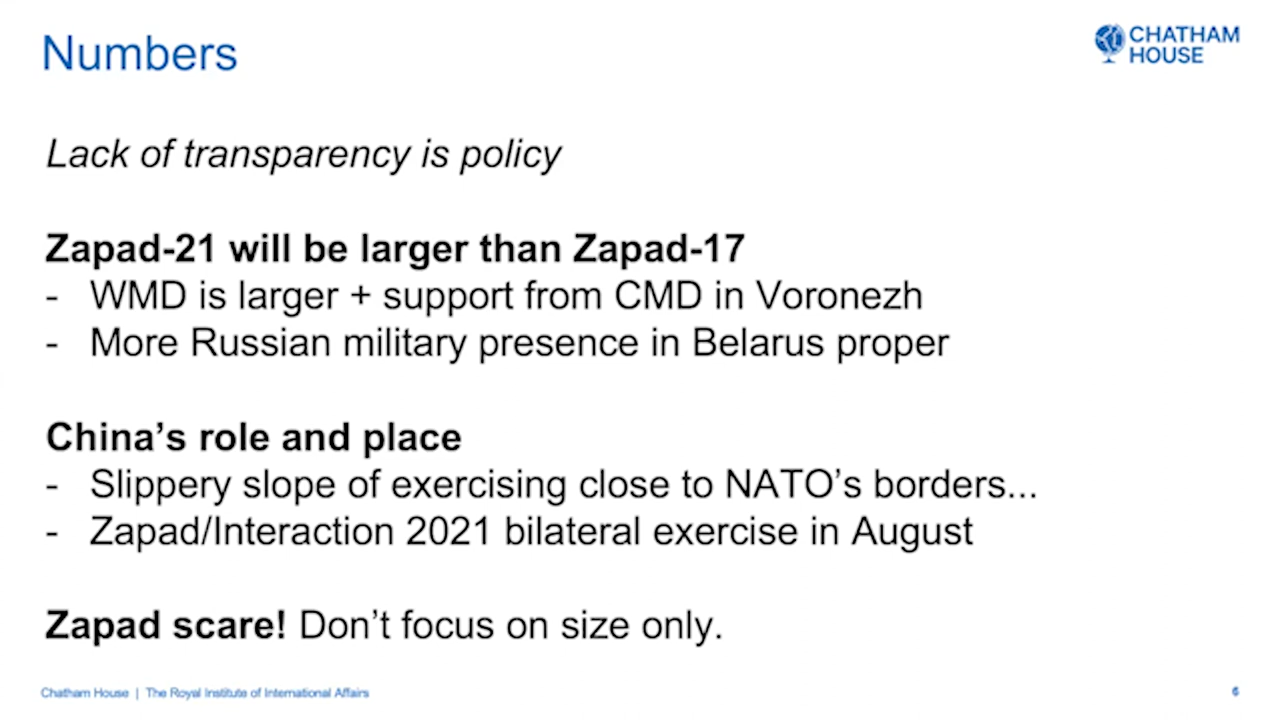 Numbers
CHATHAM
HOUSE
Lack of transparency is policy
Zapad-21 will be larger than Zapad-17
- WMD is larger + support from CMD in Voronezh
- More Russian military presence in Belarus proper
China’s role and place
- Slippery slope of exercising close to NATO’s borders...
- Zapad/Interaction 2021 bilateral exercise in August
Zapad scare! Don’t focus on size only.
Chatham House | The Royal Institute of International Affairs
6